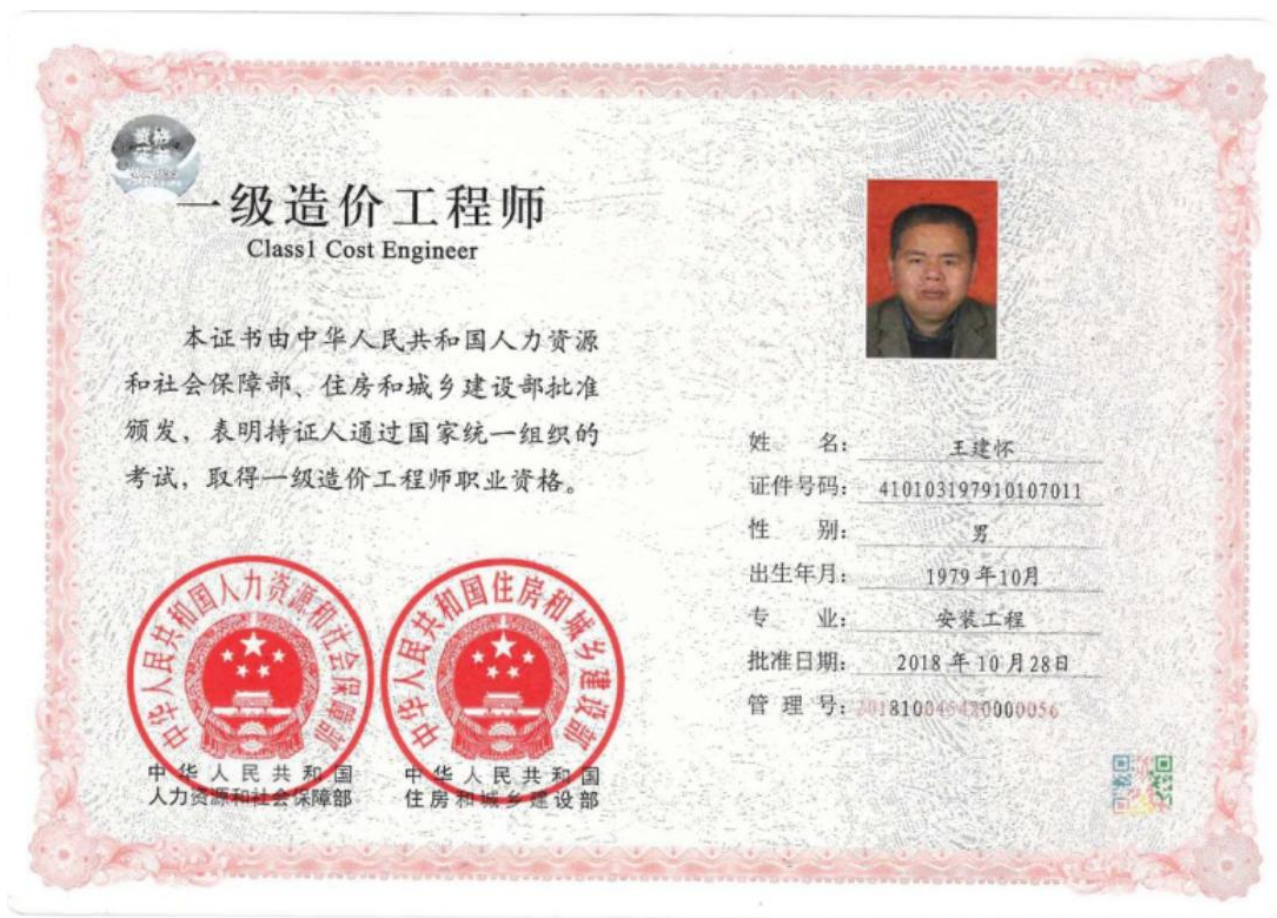 一级造价工程师
Class1 Cost Engineer
本证书由中华人民共和国人力资源
和社会保障部、住房和城乡建设部批准
颁发，表明持证人通过国家统一组织的
考试，取得一级造价工程师职业资格。
中华人民共和国人力资源和社会保障部
中华人民共和国住房和城乡建设部
中华人民共和国
人力资源和社会保障部
中华人民共和国
住房和城乡建设部
姓 名： 王建怀
证件号码： 410103197910107011
性 别： 男
出生年月： 1979年10月
专 业： 安装工程
批准日期： 2018年10月28日
管 理 号：